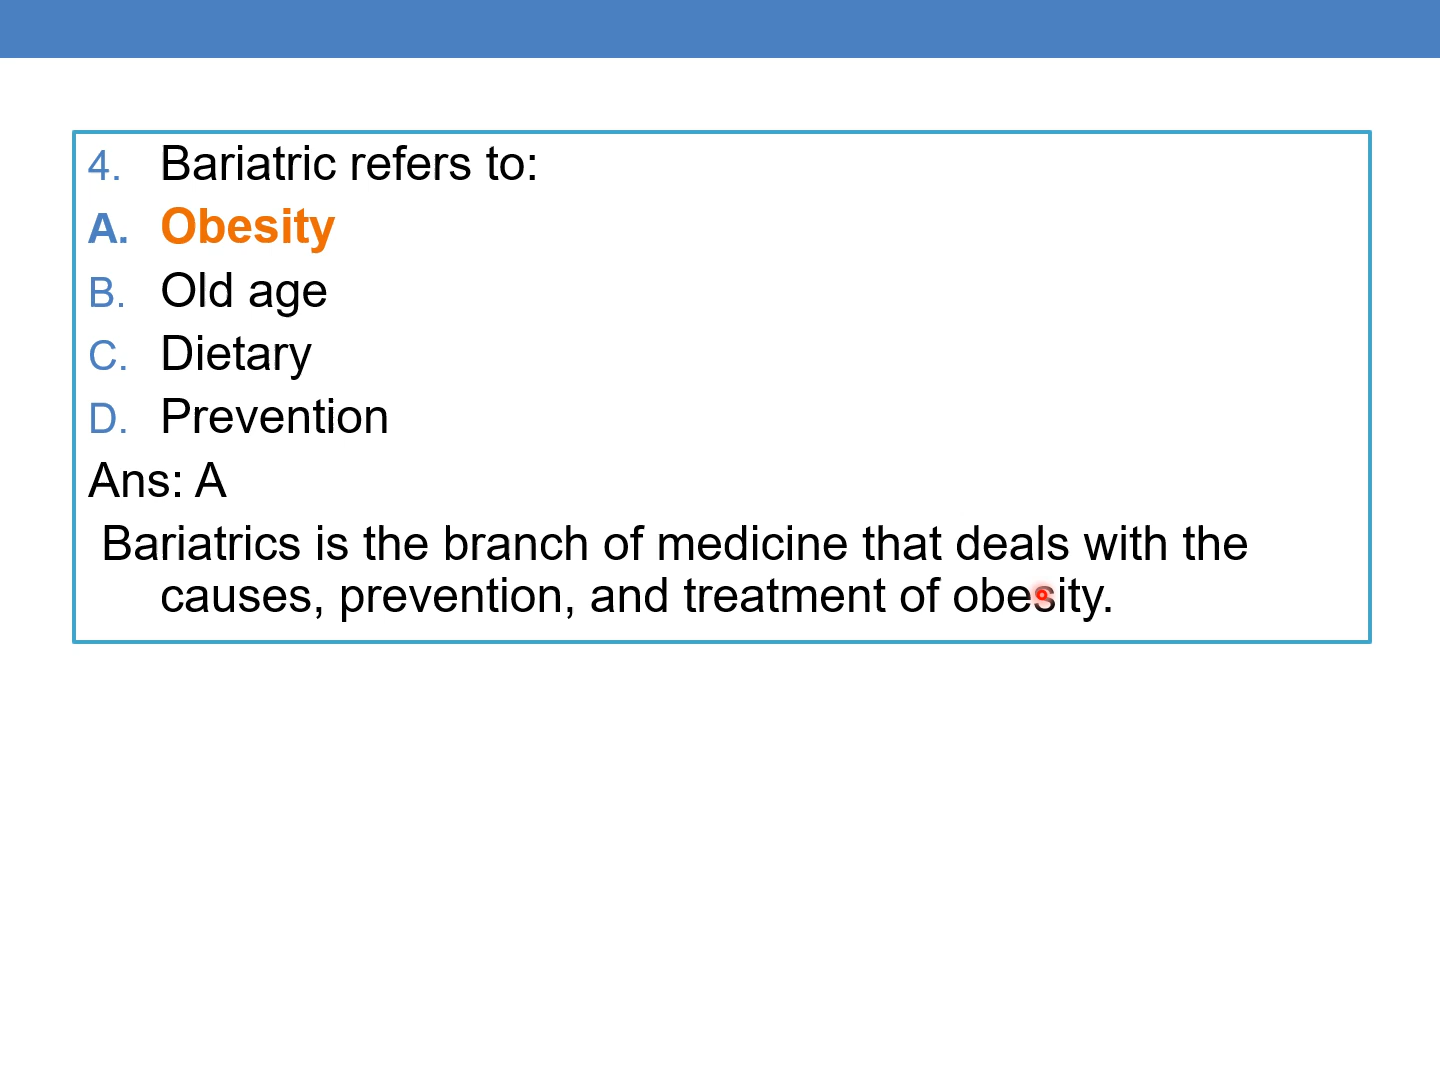 4. Bariatric refers to:
A. Obesity
B. Old age
C. Dietary
D. Prevention
Ans: A
Bariatrics is the branch of medicine that deals with the
causes, prevention, and treatment of obesity.